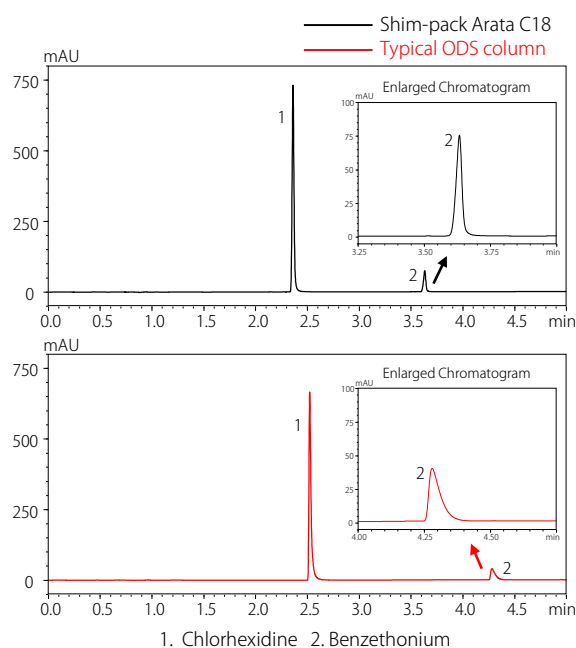 Shim-pack Arata C18
Typical ODS column
mAU
750
500
250
0
1
2
Enlarged Chromatogram
mAU
100
75
50
25
0
2
3.25 3.50 3.75 min
0.0 0.5 1.0 1.5 2.0 2.5 3.0 3.5 4.0 4.5 min
mAU
750
500
250
0
1
2
Enlarged Chromatogram
mAU
100
75
50
25
0
2
4.00 4.25 4.50 min
0.0 0.5 1.0 1.5 2.0 2.5 3.0 3.5 4.0 4.5 min
1. Chlorhexidine 2. Benzethonium